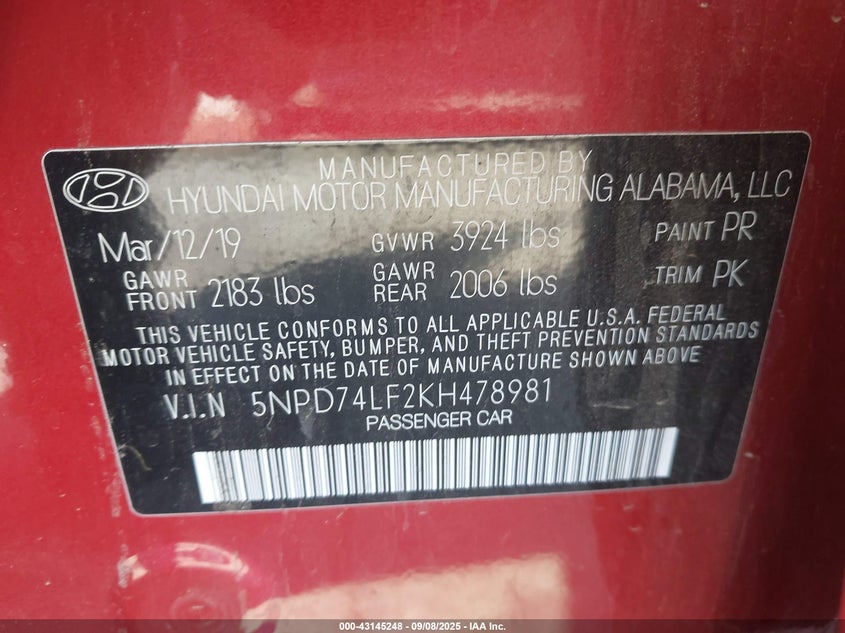 MANUFACTURED BY
HYUNDAI MOTOR MANUFACTURING ALABAMA, LLC
Mar/12/19 GVWR 3924 lbs PAINT PR
GAWR FRONT 2183 lbs GAWR REAR 2006 lbs TRIM PK
THIS VEHICLE CONFORMS TO ALL APPLICABLE U.S.A. FEDERAL
MOTOR VEHICLE SAFETY, BUMPER, AND THEFT PREVENTION STANDARDS
IN EFFECT ON THE DATE OF MANUFACTURE SHOWN ABOVE
V.I.N 5NPD74LF2KH478981
PASSENGER CAR
000-43145248 - 09/08/2025 - IAA Inc.